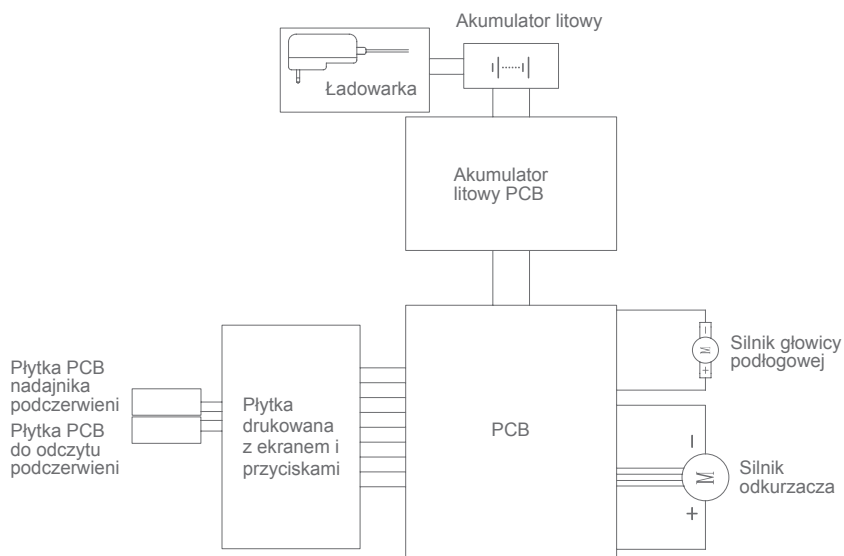 Akumulator litowy
Ładowarka
Akumulator
litowy PCB
Silnik głowicy
podłogowej
M
Płytka PCB
nadajnika
podczerwieni
Płytka PCB
do odczytu
podczerwieni
Płytka
drukowana
z ekranem i
przyciskami
PCB
M
Silnik
odkurzacza